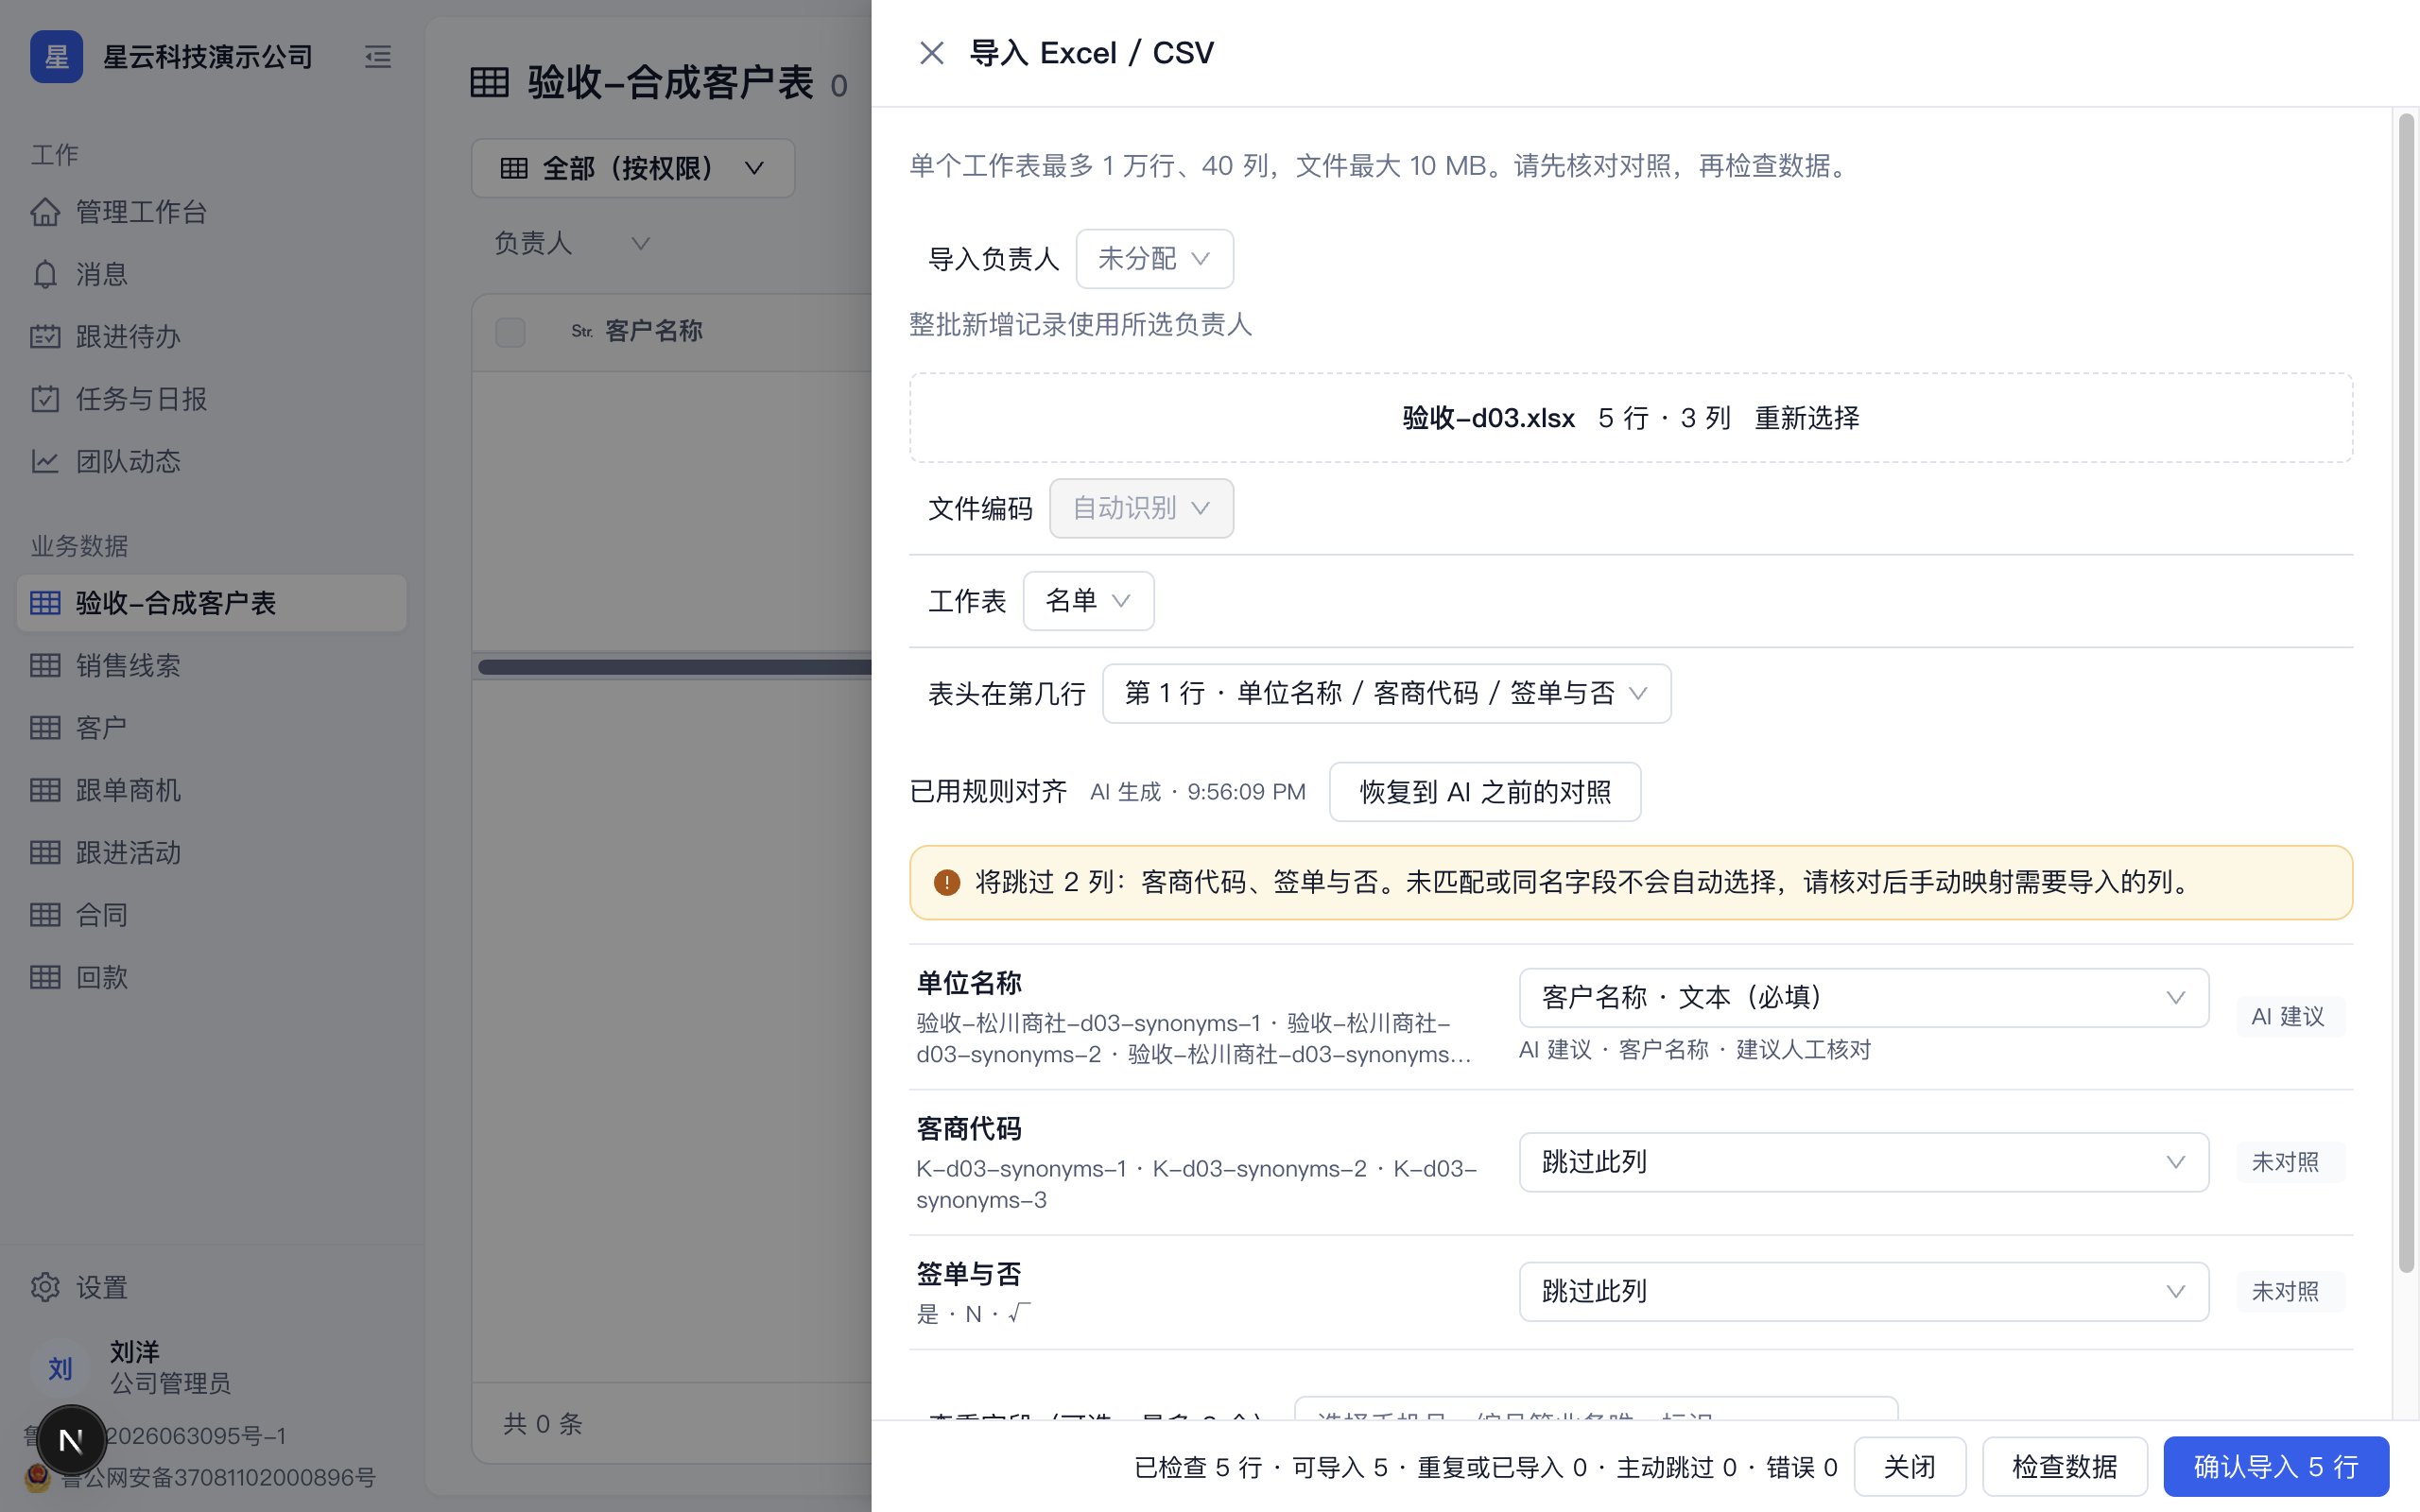 星 星云科技演示公司
工作
管理工作台
消息
跟进待办
任务与日报
团队动态
业务数据
验收-合成客户表
销售线索
客户
跟单商机
跟进活动
合同
回款
设置
刘 刘洋
公司管理员
N
2026063095号-1
公网安备37081102000896号
验收-合成客户表 0
全部（按权限）
负责人
Str. 客户名称
共 0 条
导入 Excel / CSV
单个工作表最多 1 万行、40 列，文件最大 10 MB。请先核对对照，再检查数据。
导入负责人 未分配
整批新增记录使用所选负责人
验收-d03.xlsx 5 行 · 3 列 重新选择
文件编码 自动识别
工作表 名单
表头在第几行 第 1 行 · 单位名称 / 客商代码 / 签单与否
已用规则对齐 AI 生成 · 9:56:09 PM 恢复到 AI 之前的对照
将跳过 2 列：客商代码、签单与否。未匹配或同名字段不会自动选择，请核对后手动映射需要导入的列。
单位名称
验收-松川商社-d03-synonyms-1 · 验收-松川商社-
d03-synonyms-2 · 验收-松川商社-d03-synonyms...
客户名称 · 文本（必填）
AI 建议 · 客户名称 · 建议人工核对
AI 建议
客商代码
K-d03-synonyms-1 · K-d03-synonyms-2 · K-d03-
synonyms-3
跳过此列
未对照
签单与否
是 · N · √
跳过此列
未对照
已检查 5 行 · 可导入 5 · 重复或已导入 0 · 主动跳过 0 · 错误 0 关闭 检查数据 确认导入 5 行